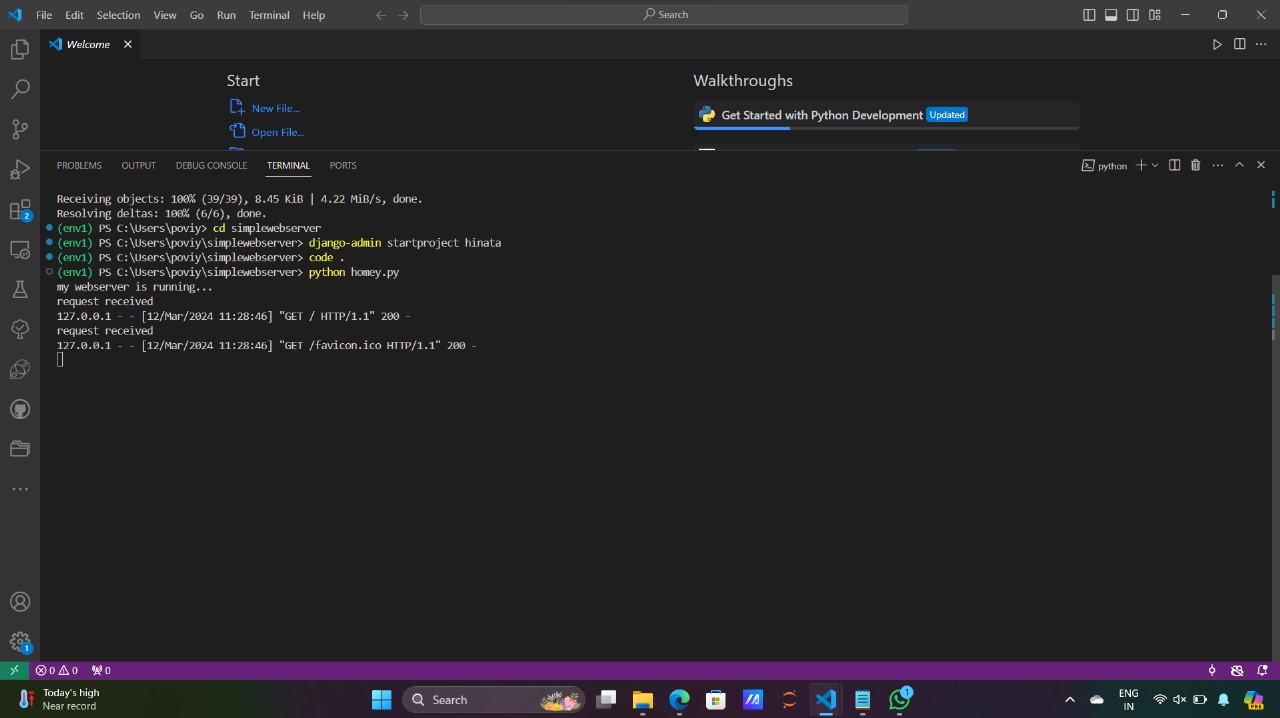 File Edit Selection View Go Run Terminal Help
Search
Welcome
Start
Walkthroughs
New File...
Get Started with Python Development Updated
Open File...
PROBLEMS OUTPUT DEBUG CONSOLE TERMINAL PORTS
python
Receiving objects: 100% (39/39), 8.45 KiB | 4.22 MiB/s, done.
Resolving deltas: 100% (6/6), done.
(env1) PS C:\Users\poviy> cd simplewebserver
(env1) PS C:\Users\poviy\simplewebserver> django-admin startproject hinata
(env1) PS C:\Users\poviy\simplewebserver> code .
(env1) PS C:\Users\poviy\simplewebserver> python homey.py
my webserver is running...
request received
127.0.0.1 - - [12/Mar/2024 11:28:46] "GET / HTTP/1.1" 200 -
request received
127.0.0.1 - - [12/Mar/2024 11:28:46] "GET /favicon.ico HTTP/1.1" 200 -
2
1
0 0 0
Today's high
Near record
Search
1
ENG
IN
PRE